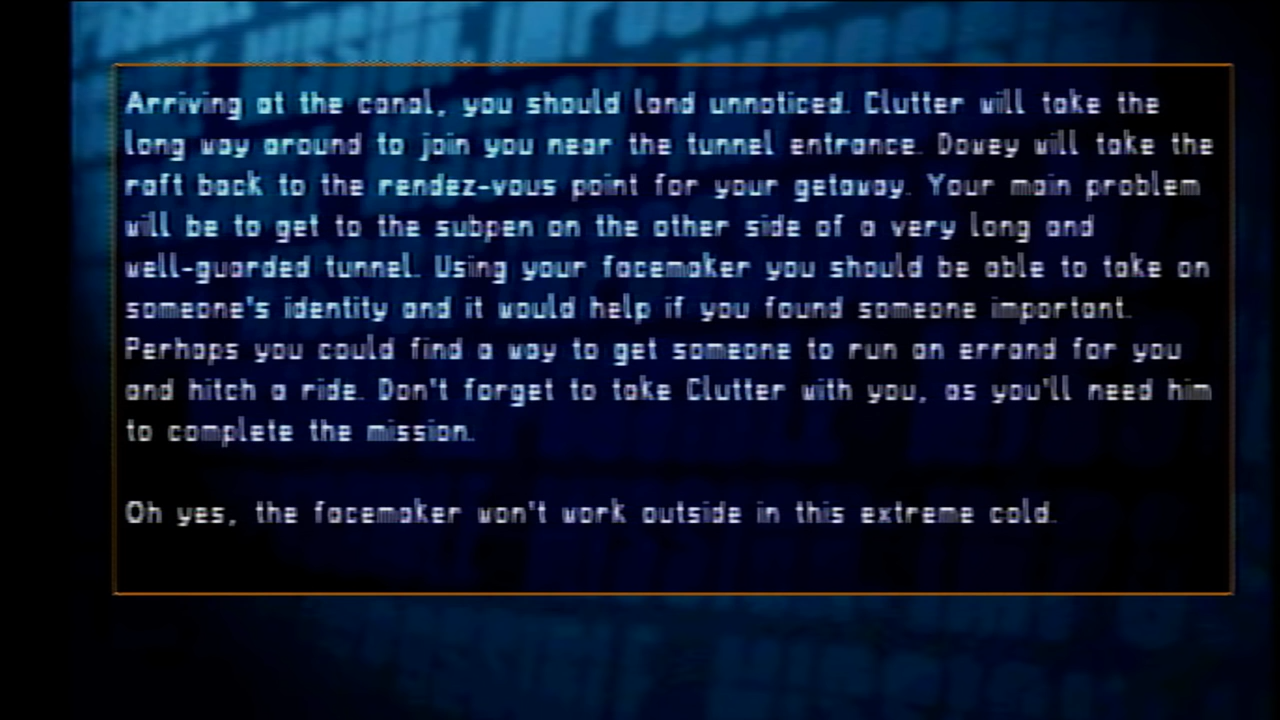 Arriving at the canal, you should land unnoticed. Clutter will take the
long way around to join you near the tunnel entrance. Dowey will take the
raft back to the rendez-vous point for your getaway. Your main problem
will be to get to the subpen on the other side of a very long and
well-guarded tunnel. Using your facemaker you should be able to take on
someone's identity and it would help if you found someone important.
Perhaps you could find a way to get someone to run an errand for you
and hitch a ride. Don't forget to take Clutter with you, as you'll need him
to complete the mission.
Oh yes, the facemaker won't work outside in this extreme cold.